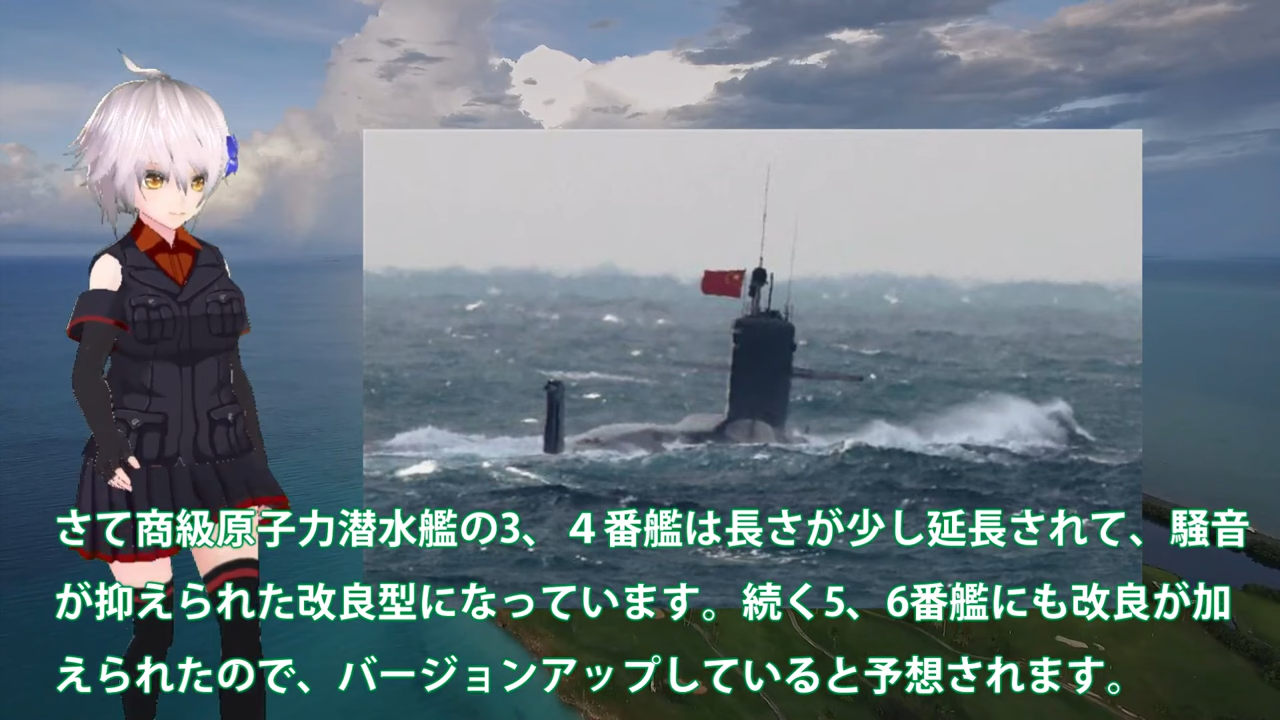 さて商級原子力潜水艦の3、４番艦は長さが少し延長されて、騒音
が抑えられた改良型になっています。続く5、6番艦にも改良が加
えられたので、バージョンアップしていると予想されます。